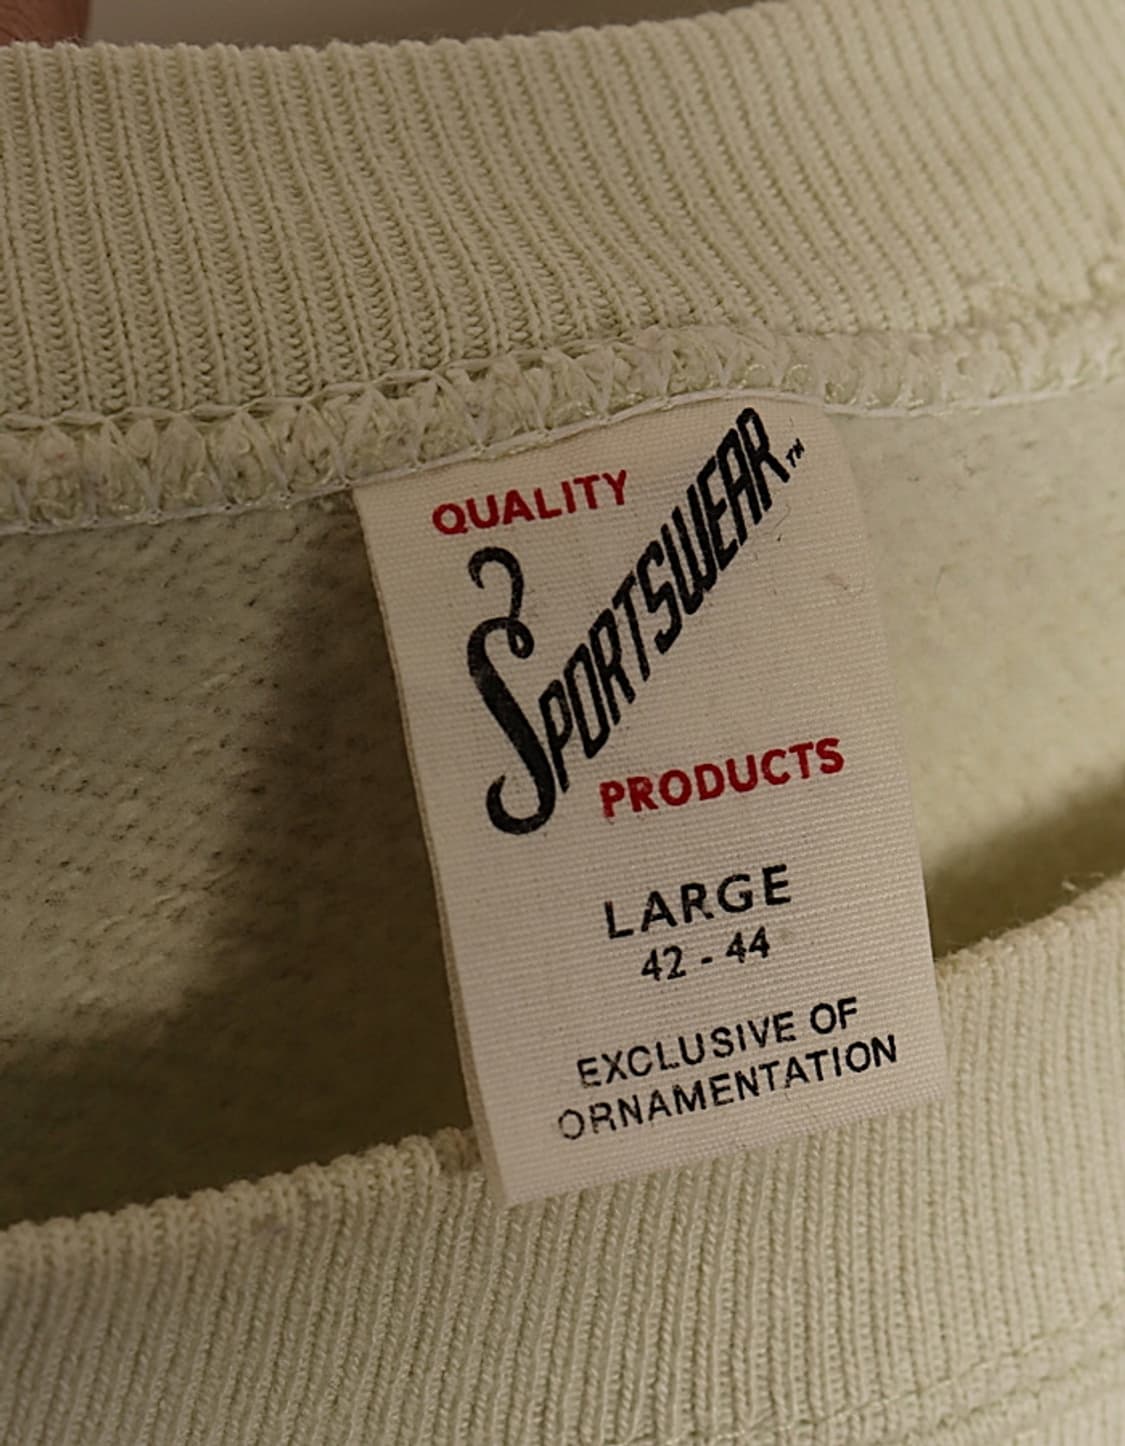 QUALITY
SPORTSWEAR™
PRODUCTS
LARGE
42 - 44
EXCLUSIVE OF
ORNAMENTATION